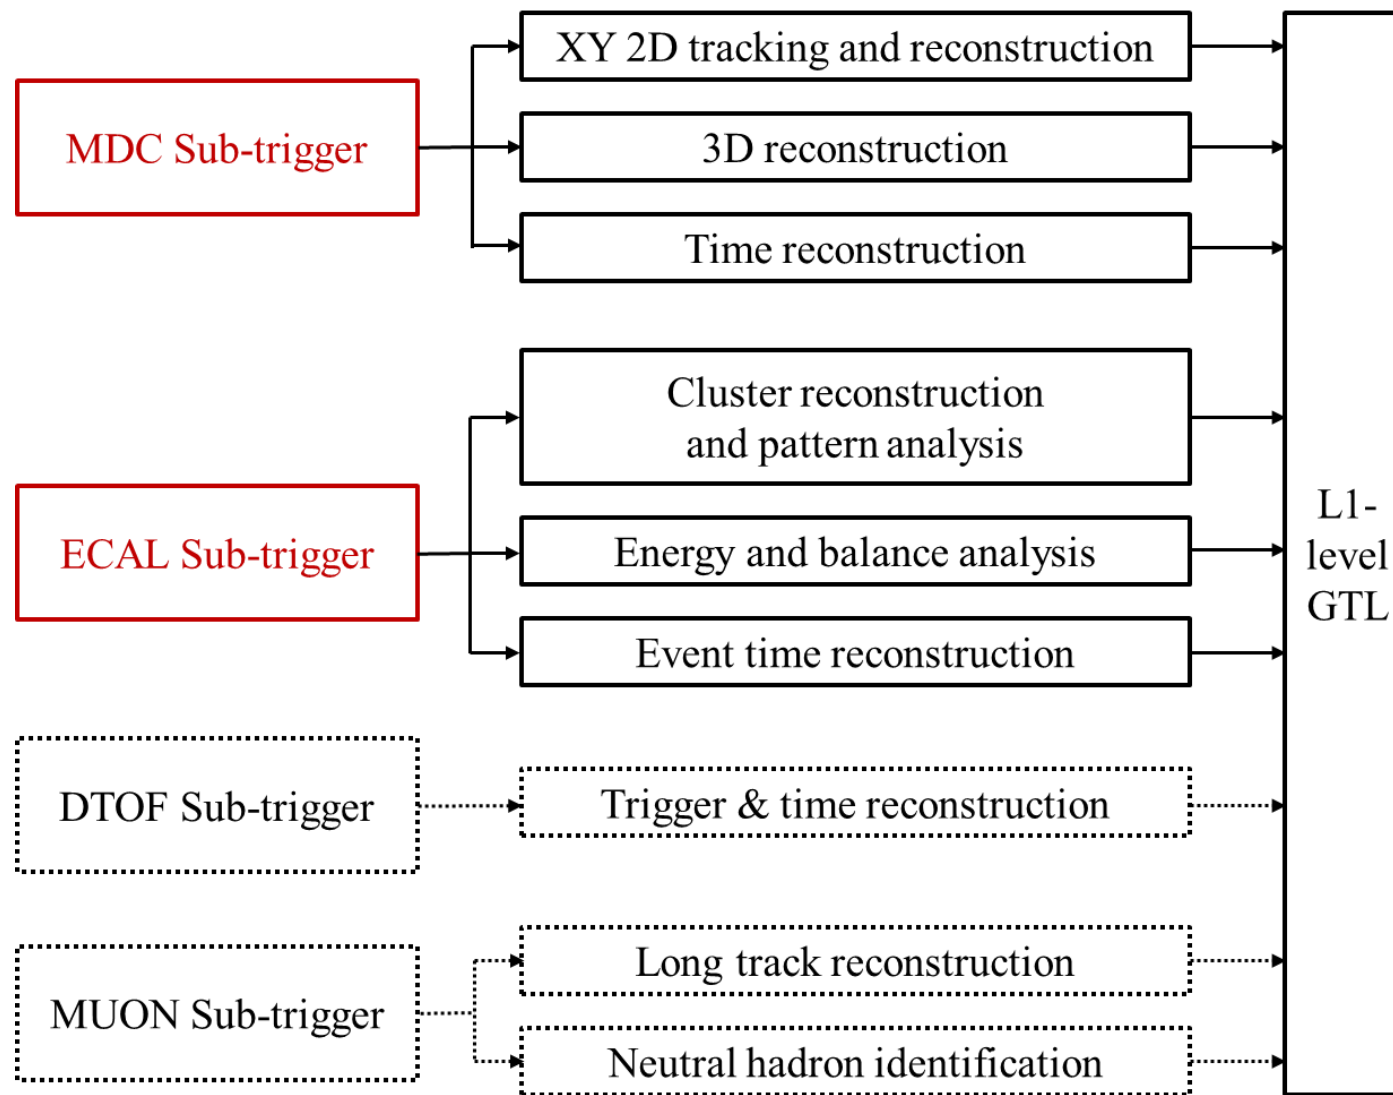 MDC Sub-trigger
XY 2D tracking and reconstruction
3D reconstruction
Time reconstruction
ECAL Sub-trigger
Cluster reconstruction
and pattern analysis
Energy and balance analysis
Event time reconstruction
DTOF Sub-trigger
Trigger & time reconstruction
MUON Sub-trigger
Long track reconstruction
Neutral hadron identification
L1-
level
GTL